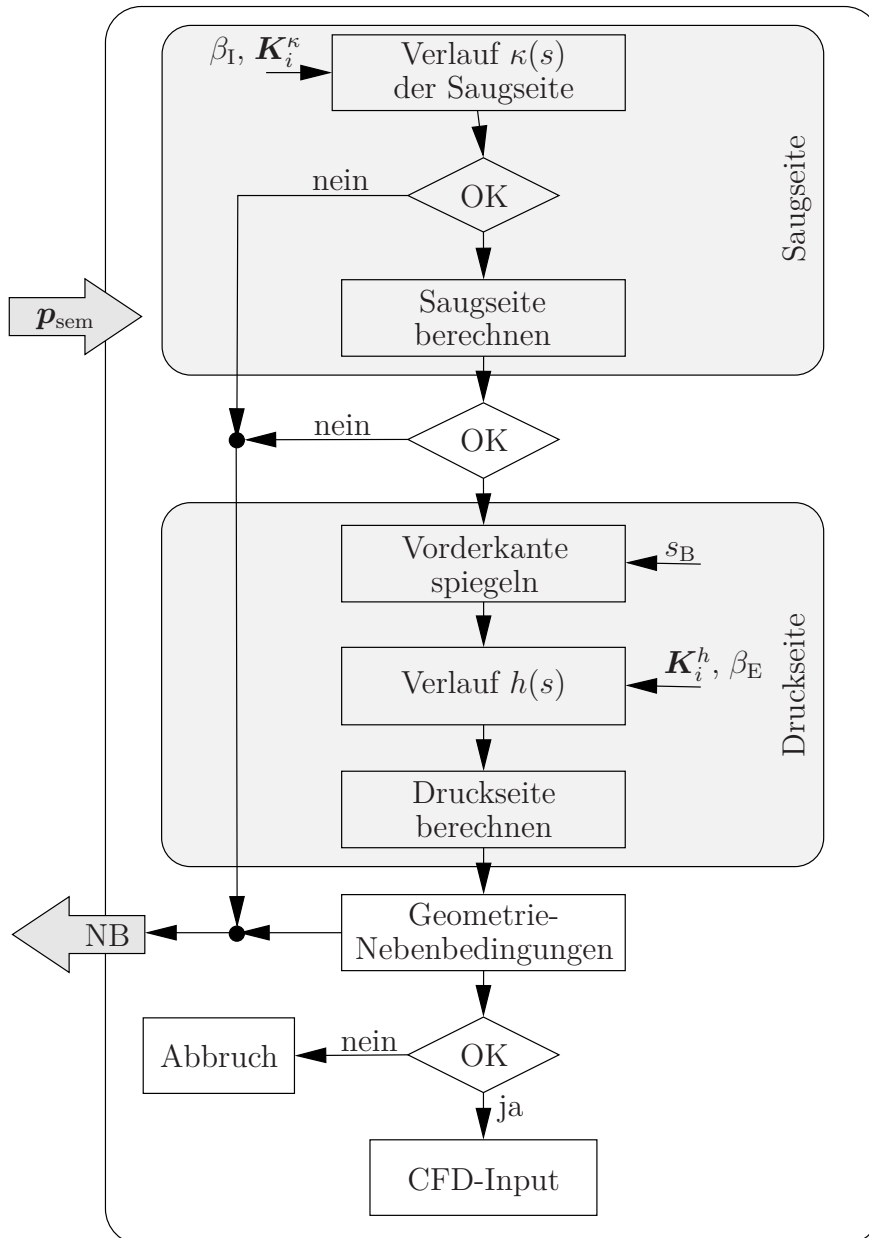 β_I, K_i^κ
Verlauf κ(s)
der Saugseite
nein
OK
Saugseite
p_sem
Saugseite
berechnen
nein
OK
Vorderkante
spiegeln
s_B
Verlauf h(s)
K_i^h, β_E
Druckseite
Druckseite
berechnen
NB
Geometrie-
Nebenbedingungen
Abbruch
nein
OK
ja
CFD-Input